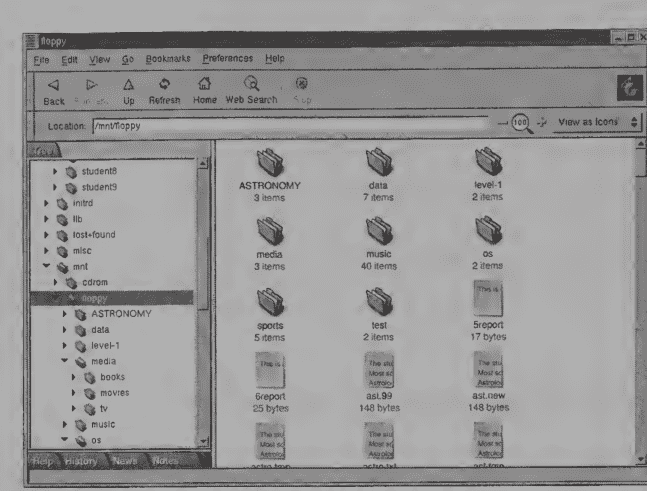 floppy
File Edit View Go Bookmarks Preferences Help
Back Up Refresh Home Web Search
Location: /mnt/floppy 100 View as Icons
student8
student9
initrd
lib
lost+found
misc
mnt
cdrom
floppy
ASTRONOMY
data
level-1
media
books
movies
tv
music
os
Help History News Notes
ASTRONOMY data level-1
3 items 7 items 2 items
media music os
3 items 40 items 2 items
sports test 5report
5 items 2 items 17 bytes
6report ast.99 ast.new
25 bytes 148 bytes 148 bytes